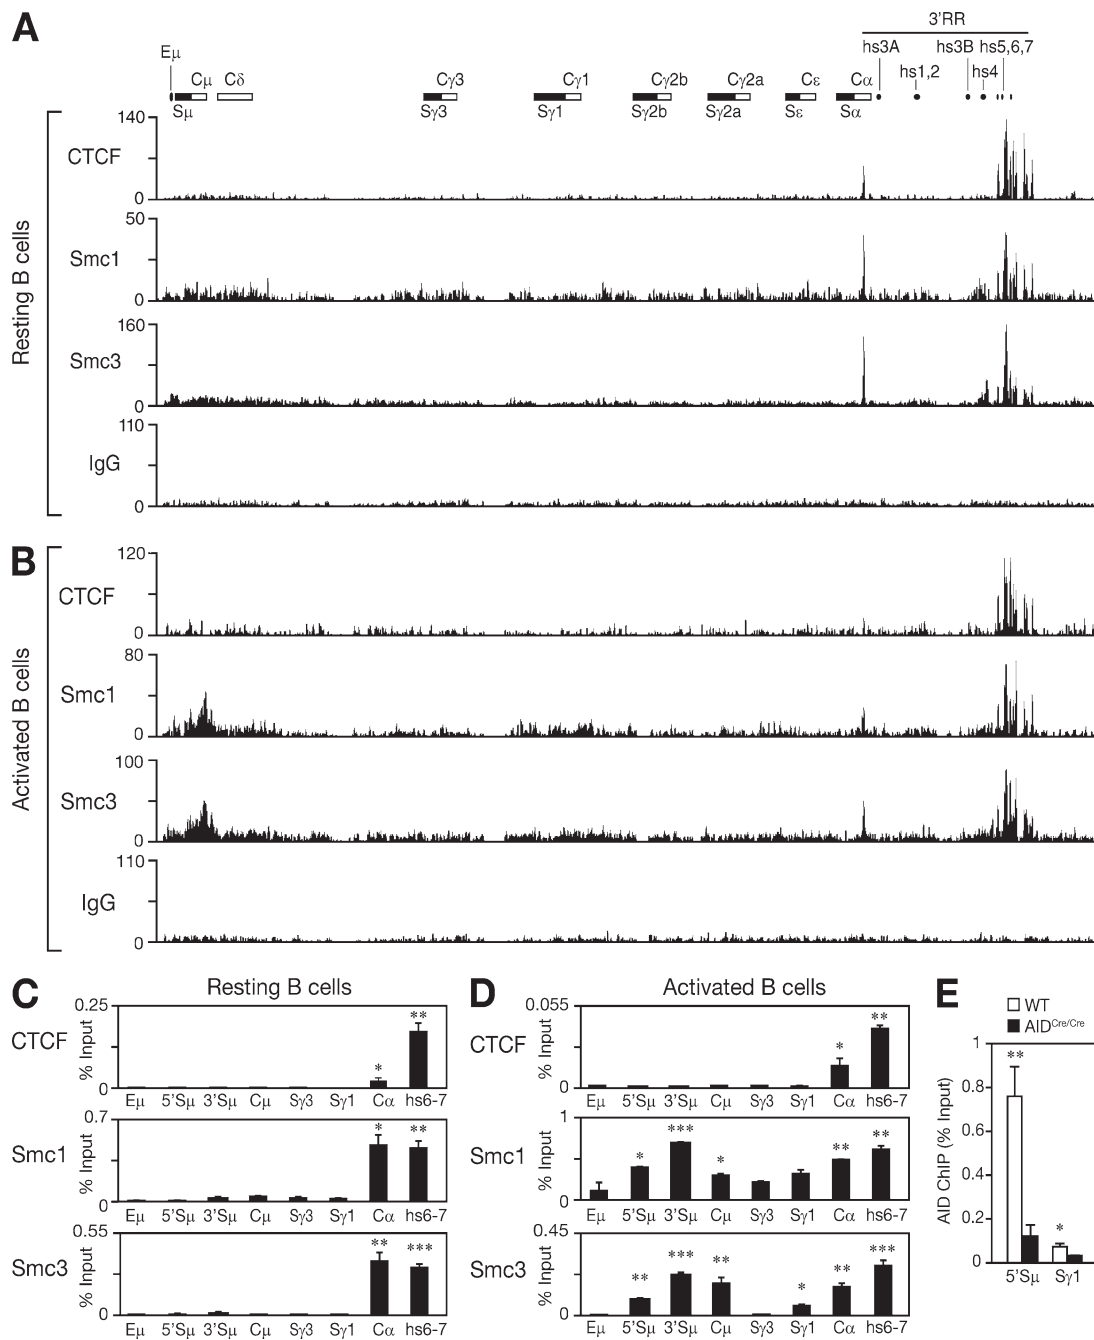 A
3'RR
hs3A hs3B hs5,6,7
Eμ
hs1,2 hs4
Cμ Cδ Cγ3 Cγ1 Cγ2b Cγ2a Cε Cα
Sμ Sγ3 Sγ1 Sγ2b Sγ2a Sε Sα
Resting B cells
140
CTCF
0
50
Smc1
0
160
Smc3
0
110
IgG
0
B
Activated B cells
120
CTCF
0
80
Smc1
0
100
Smc3
0
110
IgG
0
C
Resting B cells
0.25
CTCF
% Input
* **
0
Eμ 5'Sμ 3'Sμ Cμ Sγ3 Sγ1 Cα hs6-7
0.7
Smc1
% Input
* **
0
Eμ 5'Sμ 3'Sμ Cμ Sγ3 Sγ1 Cα hs6-7
0.55
Smc3
% Input
** ***
0
Eμ 5'Sμ 3'Sμ Cμ Sγ3 Sγ1 Cα hs6-7
D
Activated B cells
0.055
CTCF
% Input
* **
0
Eμ 5'Sμ 3'Sμ Cμ Sγ3 Sγ1 Cα hs6-7
1
Smc1
% Input
* *** * ** **
0
Eμ 5'Sμ 3'Sμ Cμ Sγ3 Sγ1 Cα hs6-7
0.45
Smc3
% Input
** *** ** * ** ***
0
Eμ 5'Sμ 3'Sμ Cμ Sγ3 Sγ1 Cα hs6-7
E
WT
AIDCre/Cre
AID ChIP (% Input)
1
0.8
0.6
0.4
0.2
0
** *
5'Sμ Sγ1